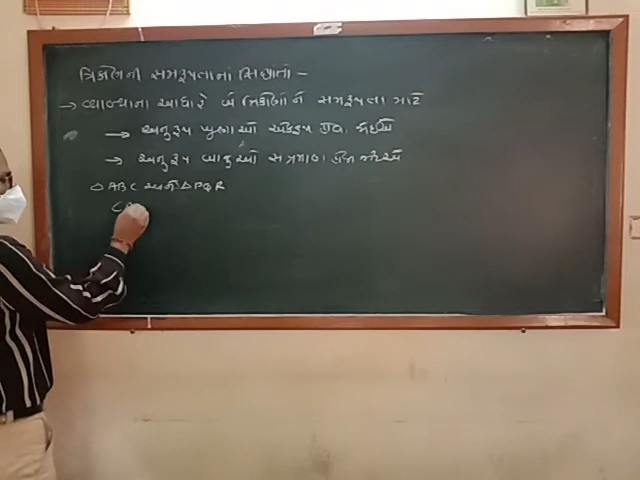 ત્રિકોણની સમરૂપતાના સિદ્ધાંતો –
→ વ્યાખ્યાના આધારે બે ત્રિકોણોને સમરૂપતા માટે
→ અનુરૂપ ખૂણાઓ એકરૂપ હોવા જોઈએ
→ અનુરૂપ બાજુઓ સમપ્રમાણ હોવી જોઈએ
△ABC અને △PQR